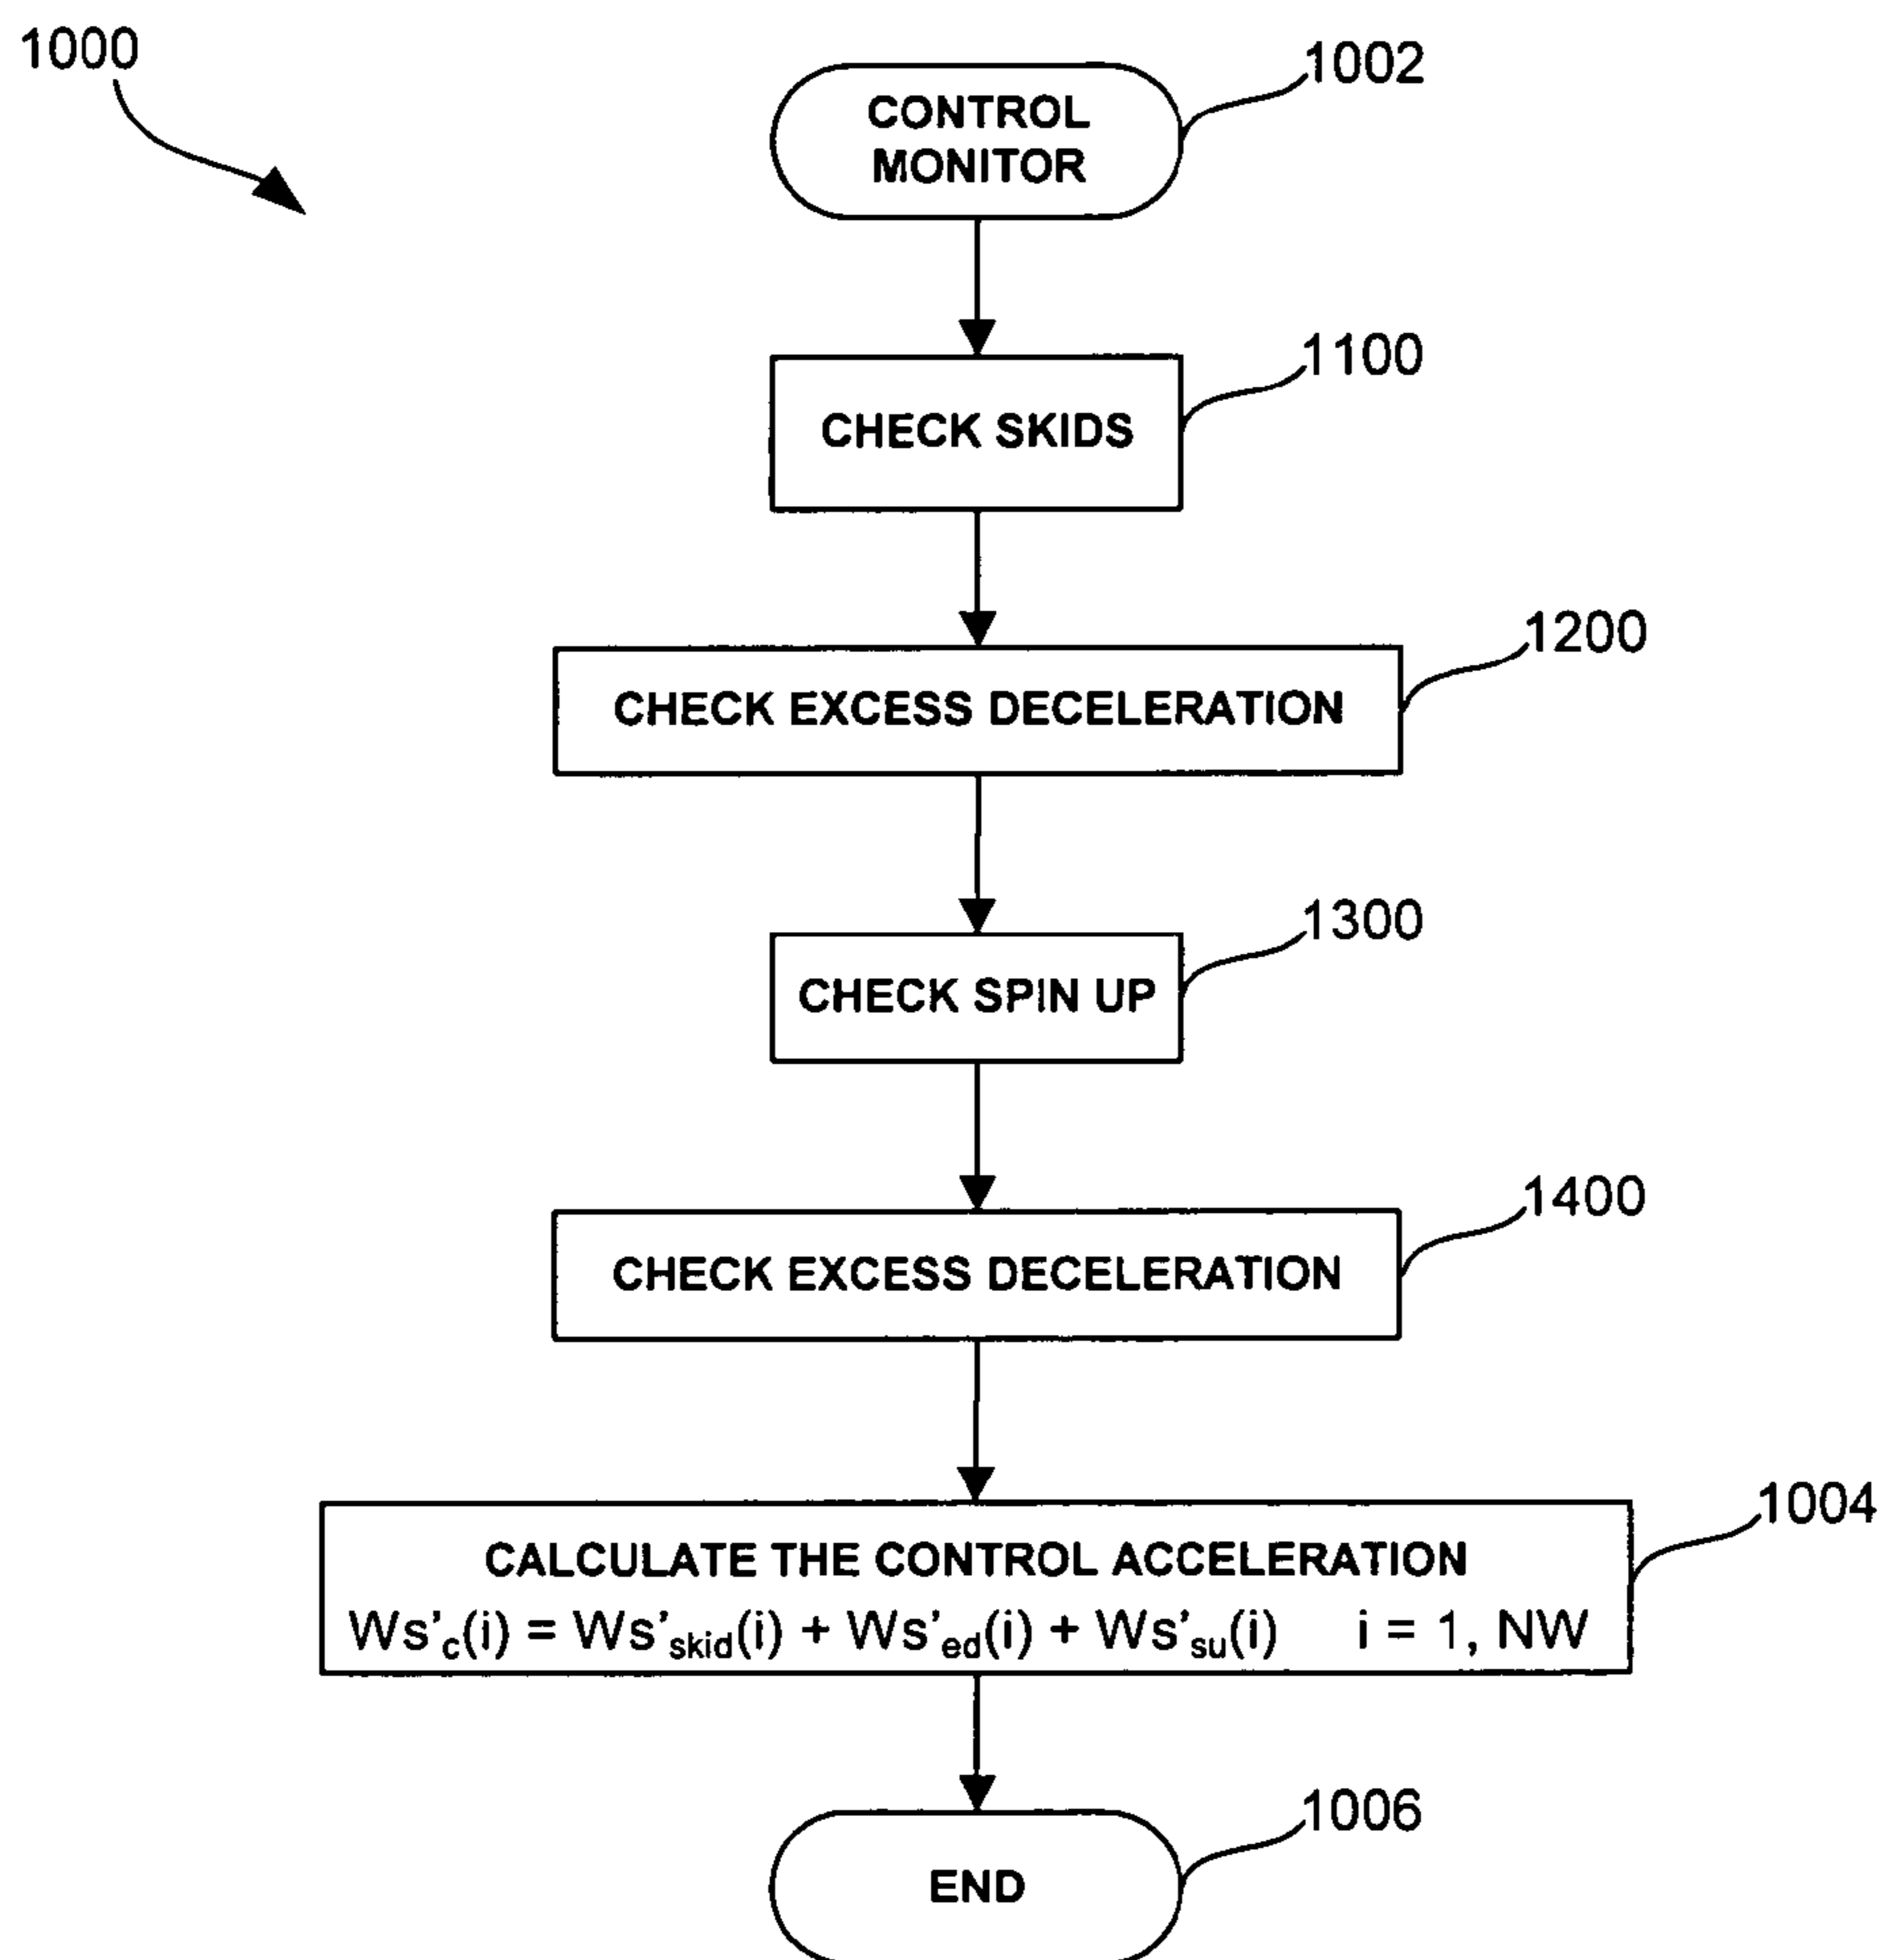 1000
1002
CONTROL
MONITOR
1100
CHECK SKIDS
1200
CHECK EXCESS DECELERATION
1300
CHECK SPIN UP
1400
CHECK EXCESS DECELERATION
1004
CALCULATE THE CONTROL ACCELERATION
Ws'c(i) = Ws'skid(i) + Ws'ed(i) + Ws'su(i) i = 1, NW
1006
END